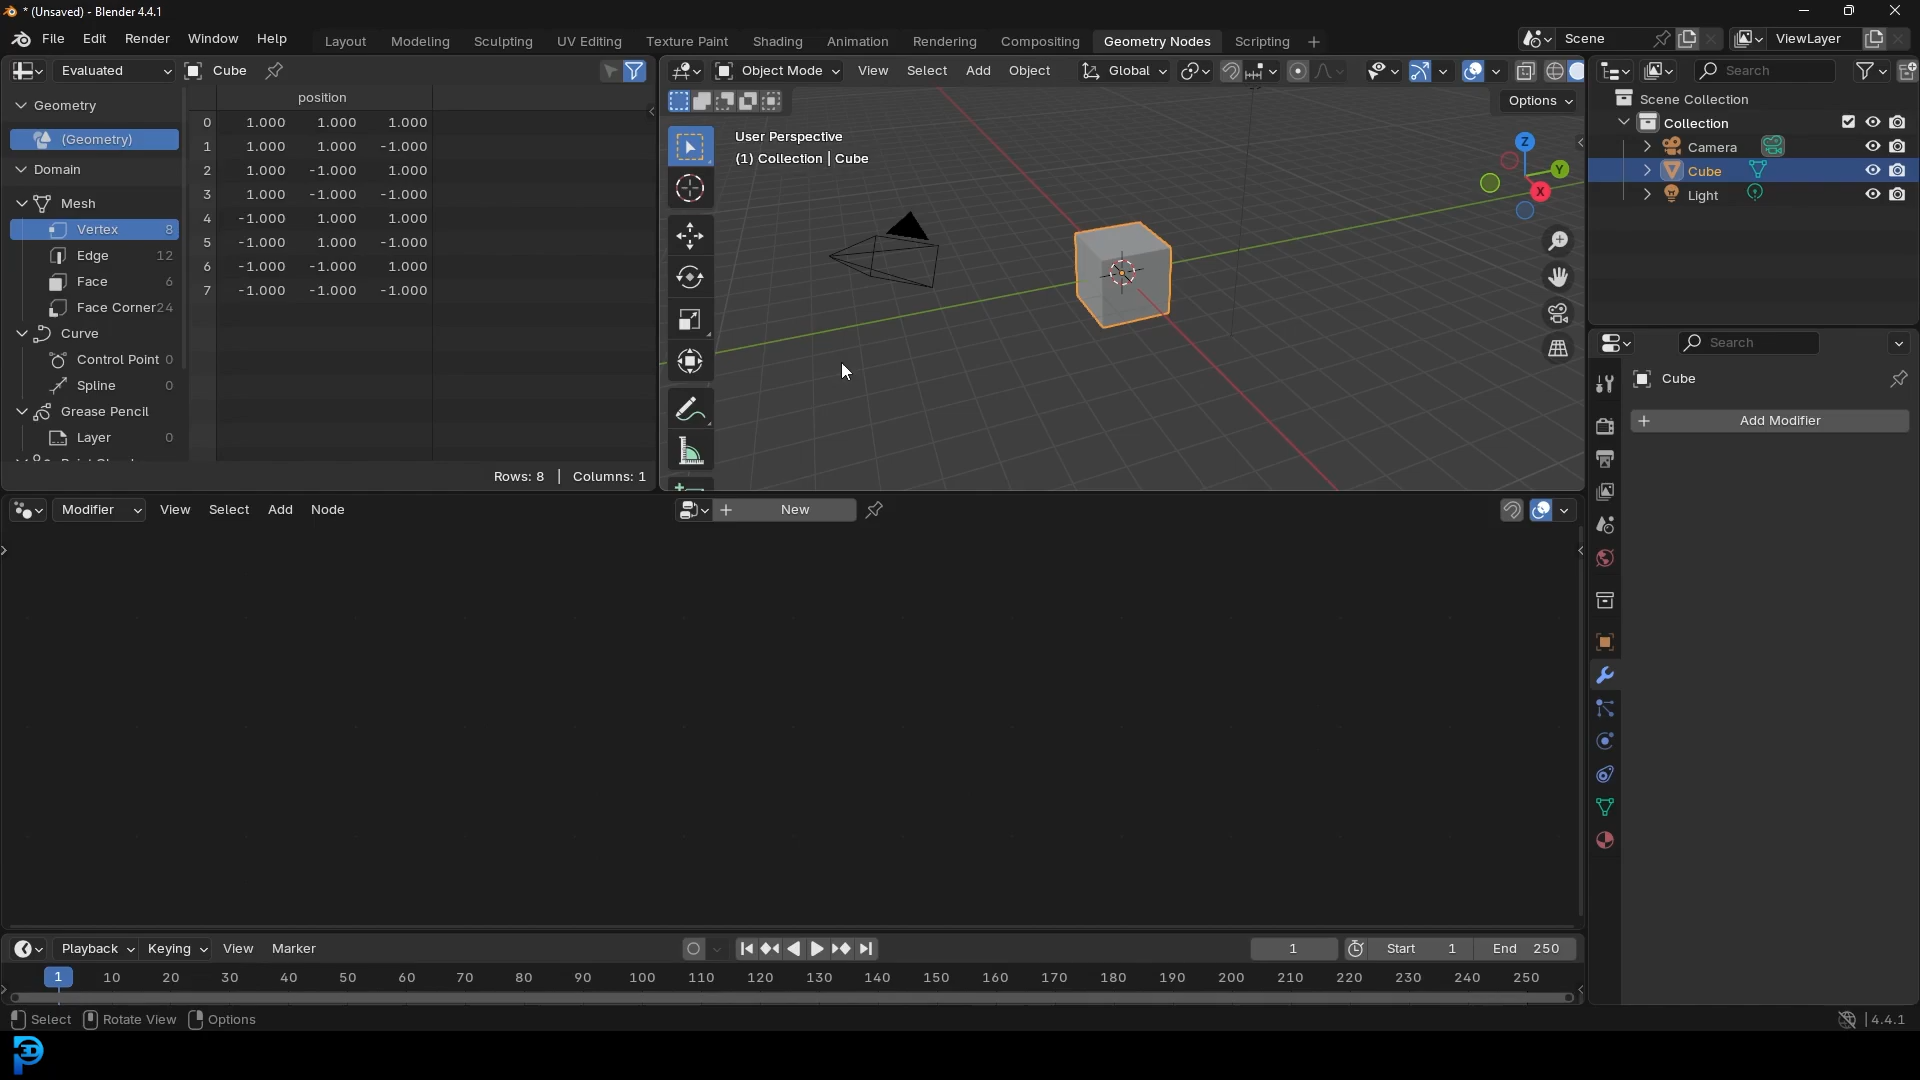 * (Unsaved) - Blender 4.4.1
File Edit Render Window Help Layout Modeling Sculpting UV Editing Texture Paint Shading Animation Rendering Compositing Geometry Nodes Scripting + Scene ViewLayer
Evaluated Cube
Object Mode View Select Add Object Global
Search
Options
Geometry
(Geometry)
Domain
Mesh
Vertex 8
Edge 12
Face 6
Face Corner 24
Curve
Control Point 0
Spline 0
Grease Pencil
Layer 0
position
0 1.000 1.000 1.000
1 1.000 1.000 -1.000
2 1.000 -1.000 1.000
3 1.000 -1.000 -1.000
4 -1.000 1.000 1.000
5 -1.000 1.000 -1.000
6 -1.000 -1.000 1.000
7 -1.000 -1.000 -1.000
Rows: 8 | Columns: 1
User Perspective
(1) Collection | Cube
Z
Y
X
Scene Collection
Collection
Camera
Cube
Light
Search
Cube
+ Add Modifier
Modifier View Select Add Node
+ New
Playback Keying View Marker
1 Start 1 End 250
1 10 20 30 40 50 60 70 80 90 100 110 120 130 140 150 160 170 180 190 200 210 220 230 240 250
Select Rotate View Options
4.4.1